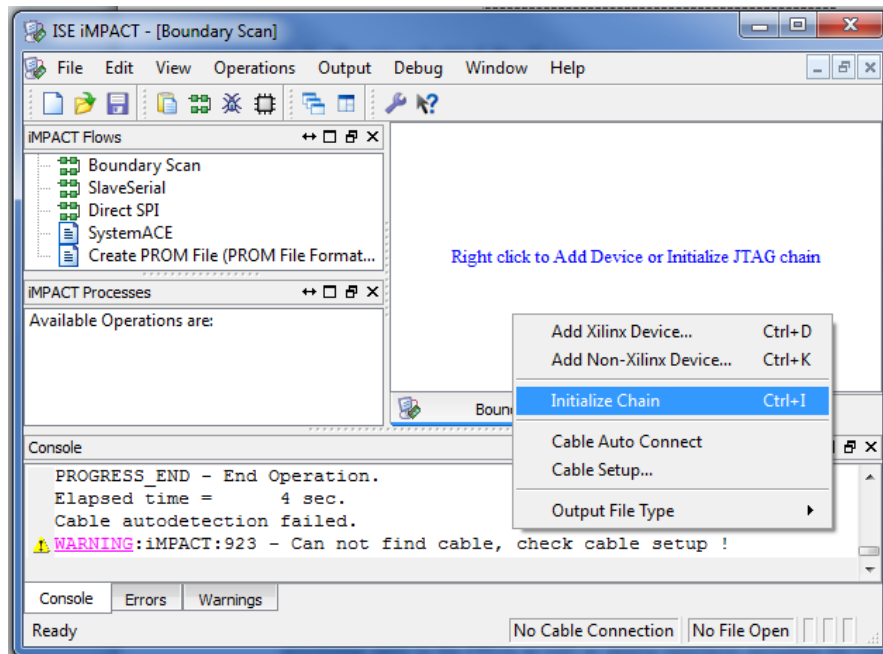 ISE iMPACT - [Boundary Scan]
File Edit View Operations Output Debug Window Help
iMPACT Flows
Boundary Scan
SlaveSerial
Direct SPI
SystemACE
Create PROM File (PROM File Format...
Right click to Add Device or Initialize JTAG chain
iMPACT Processes
Available Operations are:
Add Xilinx Device... Ctrl+D
Add Non-Xilinx Device... Ctrl+K
Initialize Chain Ctrl+I
Cable Auto Connect
Cable Setup...
Output File Type
Boun
Console
PROGRESS_END - End Operation.
Elapsed time = 4 sec.
Cable autodetection failed.
WARNING:iMPACT:923 - Can not find cable, check cable setup !
Console Errors Warnings
Ready No Cable Connection No File Open